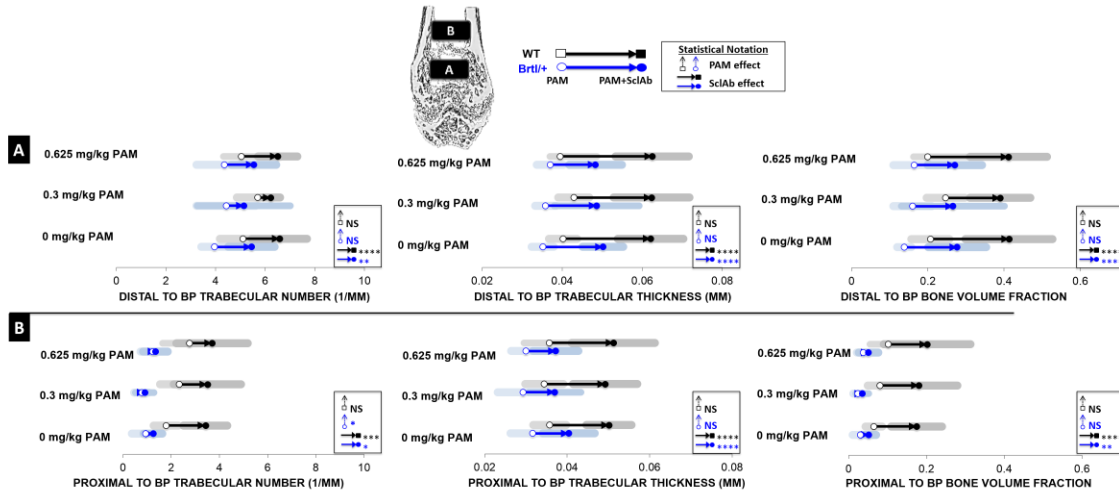 B
A
WT
Brtl/+
PAM
PAM+SclAb
Statistical Notation
PAM effect
SclAb effect
A
0.625 mg/kg PAM
0.3 mg/kg PAM
0 mg/kg PAM
NS
NS
****
**
0 2 4 6 8 10
DISTAL TO BP TRABECULAR NUMBER (1/MM)
0.625 mg/kg PAM
0.3 mg/kg PAM
0 mg/kg PAM
NS
NS
****
****
0.02 0.04 0.06 0.08
DISTAL TO BP TRABECULAR THICKNESS (MM)
0.625 mg/kg PAM
0.3 mg/kg PAM
0 mg/kg PAM
NS
NS
0 0.2 0.4 0.6
DISTAL TO BP BONE VOLUME FRACTION
B
0.625 mg/kg PAM
0.3 mg/kg PAM
0 mg/kg PAM
NS
*
***
*
0 2 4 6 8 10
PROXIMAL TO BP TRABECULAR NUMBER (1/MM)
0.625 mg/kg PAM
0.3 mg/kg PAM
0 mg/kg PAM
NS
NS
****
****
0.02 0.04 0.06 0.08
PROXIMAL TO BP TRABECULAR THICKNESS (MM)
0.625 mg/kg PAM
0.3 mg/kg PAM
0 mg/kg PAM
NS
NS
**
0 0.2 0.4 0.6
PROXIMAL TO BP BONE VOLUME FRACTION